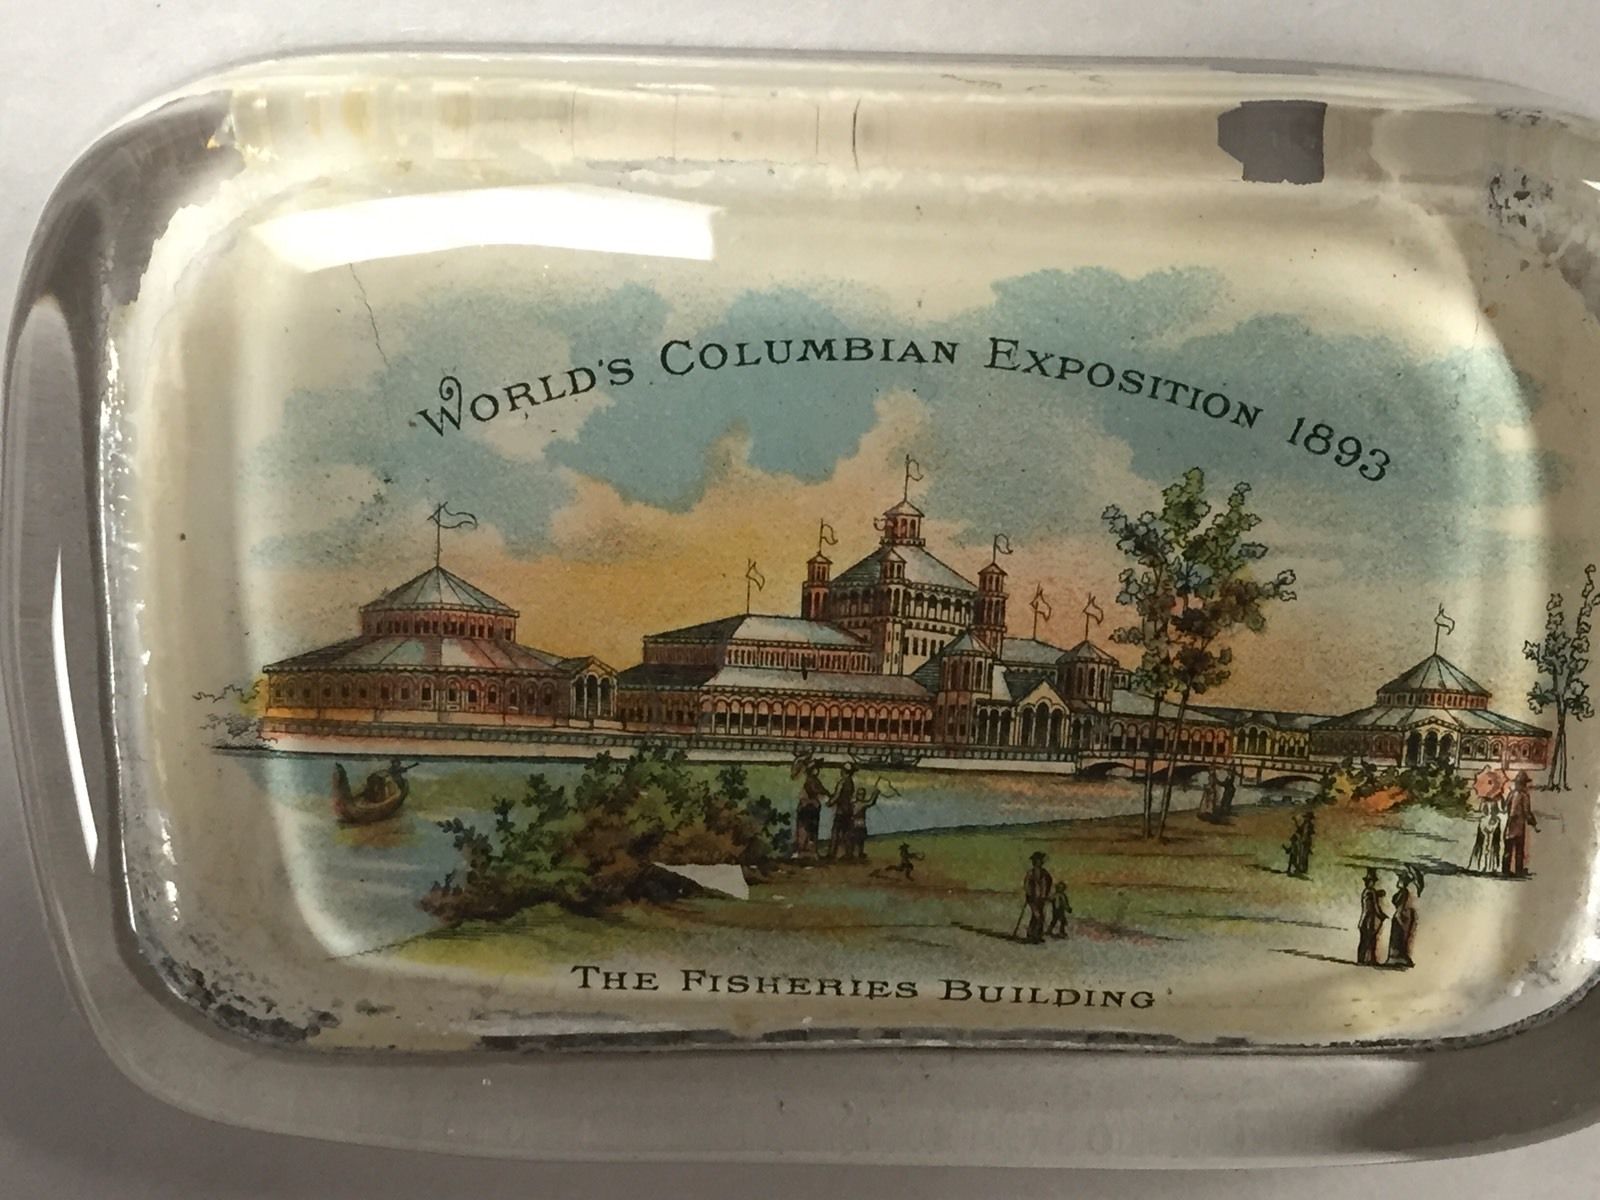 World's Columbian Exposition 1893
The Fisheries Building